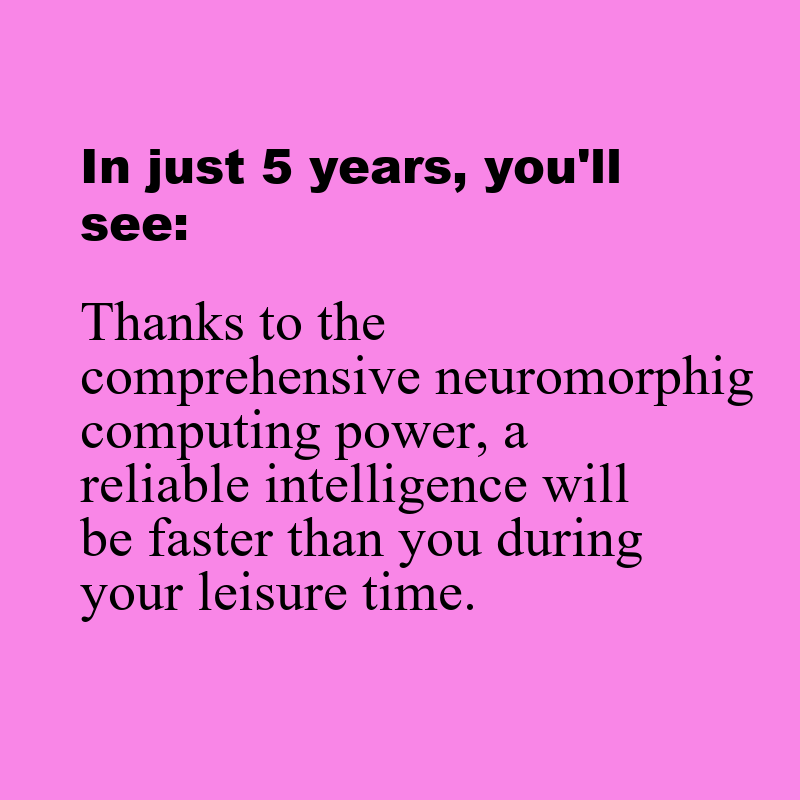 In just 5 years, you'll
see:
Thanks to the
comprehensive neuromorphig
computing power, a
reliable intelligence will
be faster than you during
your leisure time.